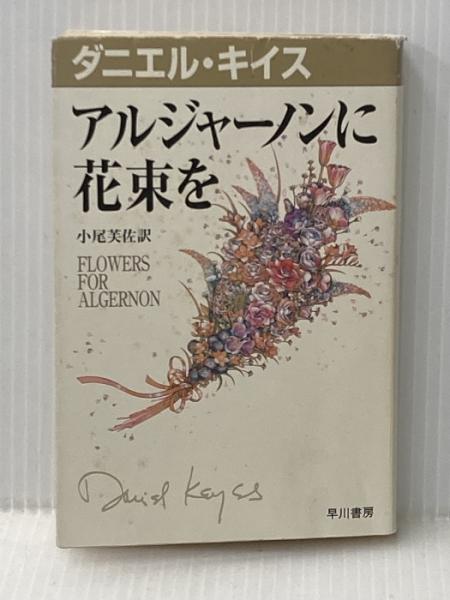 ダニエル・キイス
アルジャーノンに
花束を
小尾芙佐訳
FLOWERS
FOR
ALGERNON
Daniel Keyes
早川書房